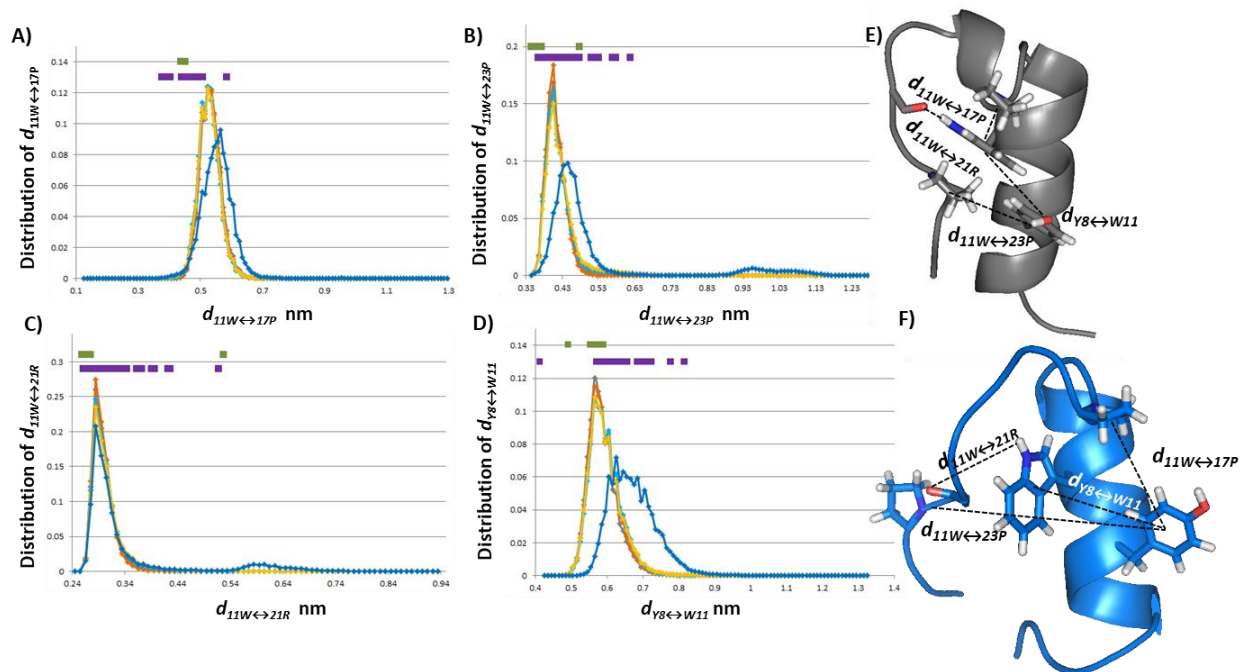 A)
Distribution of d11W↔17P
0.14
0.12
0.1
0.08
0.06
0.04
0.02
0
0.1 0.3 0.5 0.7 0.9 1.1 1.3
d11W↔17P nm
B)
Distribution of d11W↔23P
0.2
0.15
0.1
0.05
0
0.33 0.43 0.53 0.63 0.73 0.83 0.93 1.03 1.13 1.23
d11W↔23P nm
C)
Distribution of d11W↔21R
0.3
0.25
0.2
0.15
0.1
0.05
0
0.24 0.34 0.44 0.54 0.64 0.74 0.84 0.94
d11W↔21R nm
D)
Distribution of dY8↔W11
0.14
0.12
0.1
0.08
0.06
0.04
0.02
0
0.4 0.5 0.6 0.7 0.8 0.9 1 1.1 1.2 1.3 1.4
dY8↔W11 nm
E)
d11W↔17P
d11W↔21R
dY8↔W11
d11W↔23P
F)
d11W↔21R
d11W↔17P
dY8↔W11
d11W↔23P